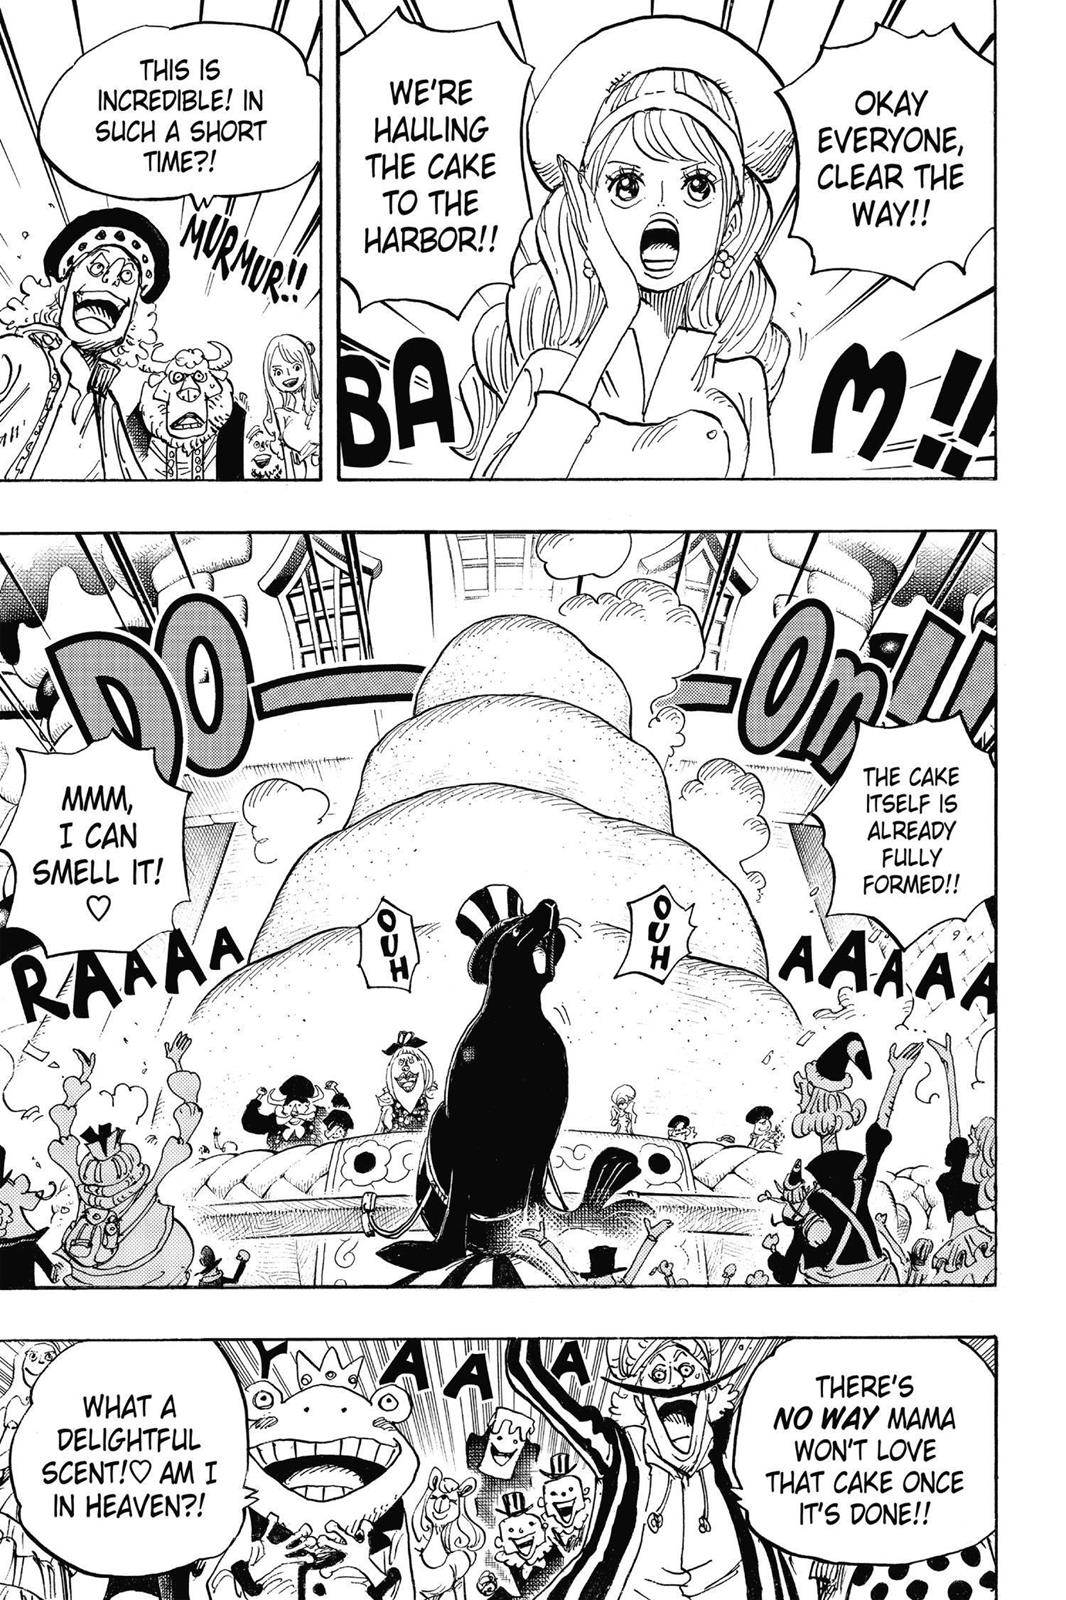 OKAY
EVERYONE,
CLEAR THE
WAY!!
WE'RE
HAULING
THE CAKE
TO THE
HARBOR!!
BAM!!
THIS IS
INCREDIBLE! IN
SUCH A SHORT
TIME?!
MURMUR!!
DO—OM!!
THE CAKE
ITSELF IS
ALREADY
FULLY
FORMED!!
MMM,
I CAN
SMELL IT!
♡
OUH
OUH
RAAAA
AAAAA
THERE'S
NO WAY MAMA
WON'T LOVE
THAT CAKE ONCE
IT'S DONE!!
YAAA
WHAT A
DELIGHTFUL
SCENT!♡ AM I
IN HEAVEN?!